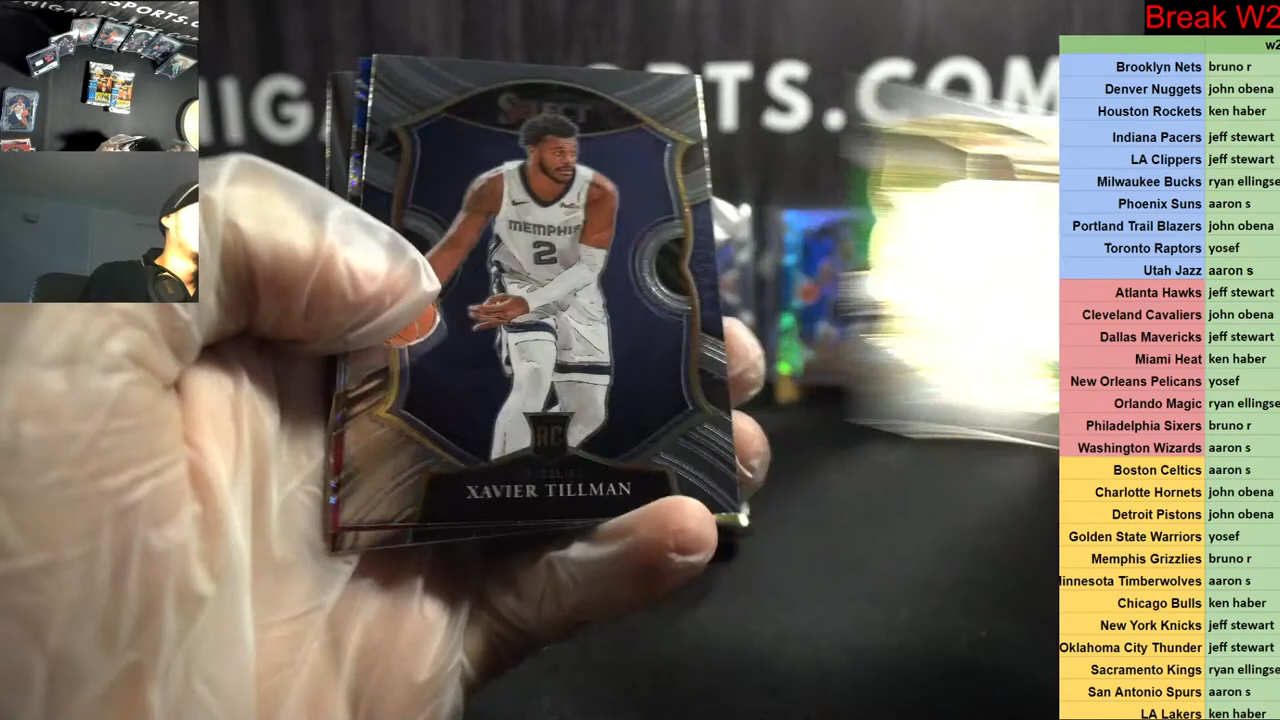 Break W2
w2
Brooklyn Nets bruno r
Denver Nuggets john obena
Houston Rockets ken haber
Indiana Pacers jeff stewart
LA Clippers jeff stewart
Milwaukee Bucks ryan ellingse
Phoenix Suns aaron s
Portland Trail Blazers john obena
Toronto Raptors yosef
Utah Jazz aaron s
Atlanta Hawks jeff stewart
Cleveland Cavaliers john obena
Dallas Mavericks jeff stewart
Miami Heat ken haber
New Orleans Pelicans yosef
Orlando Magic ryan ellingse
Philadelphia Sixers bruno r
Washington Wizards aaron s
Boston Celtics aaron s
Charlotte Hornets john obena
Detroit Pistons john obena
Golden State Warriors yosef
Memphis Grizzlies bruno r
innesota Timberwolves aaron s
Chicago Bulls ken haber
New York Knicks jeff stewart
Oklahoma City Thunder jeff stewart
Sacramento Kings ryan ellingse
San Antonio Spurs aaron s
LA Lakers ken haber
HIGA TS.COM
SPORTS.COM
SELECT
MEMPHIS
2
RC
XAVIER TILLMAN